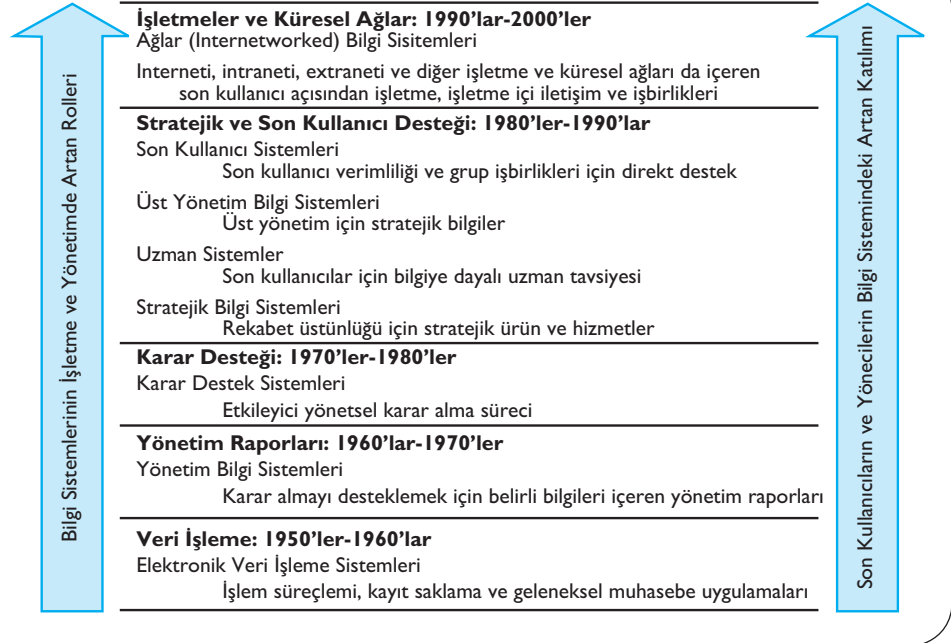 Bilgi Sistemlerinin İşletme ve Yönetimde Artan Rolleri
İşletmeler ve Küresel Ağlar: 1990’lar-2000’ler
Ağlar (Internetworked) Bilgi Sisitemleri
Interneti, intraneti, extraneti ve diğer işletme ve küresel ağları da içeren
son kullanıcı açısından işletme, işletme içi iletişim ve işbirlikleri
Stratejik ve Son Kullanıcı Desteği: 1980’ler-1990’lar
Son Kullanıcı Sistemleri
Son kullanıcı verimliliği ve grup işbirlikleri için direkt destek
Üst Yönetim Bilgi Sistemleri
Üst yönetim için stratejik bilgiler
Uzman Sistemler
Son kullanıcılar için bilgiye dayalı uzman tavsiyesi
Stratejik Bilgi Sistemleri
Rekabet üstünlüğü için stratejik ürün ve hizmetler
Karar Desteği: 1970’ler-1980’ler
Karar Destek Sistemleri
Etkileyici yönetsel karar alma süreci
Yönetim Raporları: 1960’lar-1970’ler
Yönetim Bilgi Sistemleri
Karar almayı desteklemek için belirli bilgileri içeren yönetim raporları
Veri İşleme: 1950’ler-1960’lar
Elektronik Veri İşleme Sistemleri
İşlem süreçlemi, kayıt saklama ve geleneksel muhasebe uygulamaları
Son Kullanıcıların ve Yönecilerin Bilgi Sistemindeki Artan Katılımı